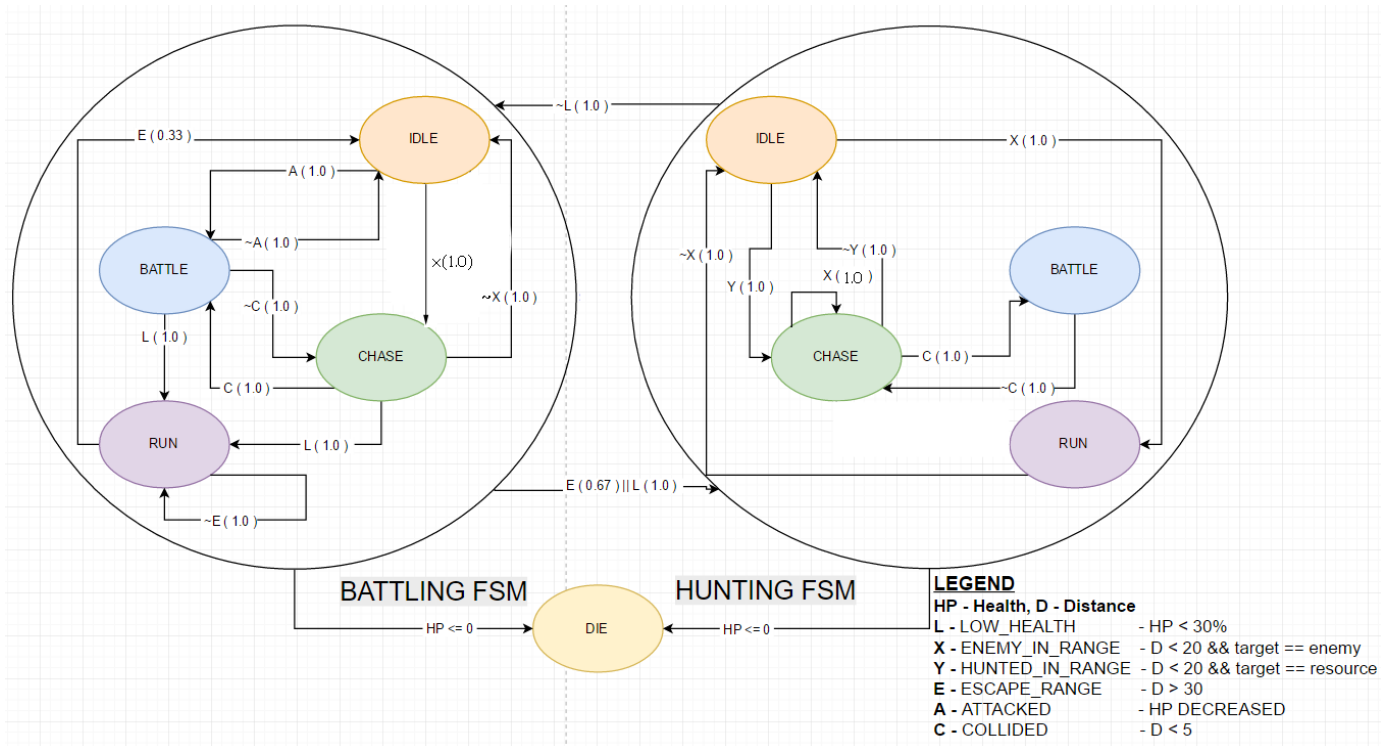 ~L ( 1.0 )
IDLE
E ( 0.33 )
A ( 1.0 )
~A ( 1.0 )
BATTLE
x(1.0)
~C ( 1.0 )
~X ( 1.0 )
L ( 1.0 )
CHASE
C ( 1.0 )
RUN
L ( 1.0 )
~E ( 1.0 )
IDLE
X ( 1.0 )
~X ( 1.0 )
~Y ( 1.0 )
Y ( 1.0 )
X ( 1.0 )
BATTLE
CHASE
C ( 1.0 )
~C ( 1.0 )
RUN
E ( 0.67 ) || L ( 1.0 )
BATTLING FSM
HUNTING FSM
HP <= 0
DIE
HP <= 0
LEGEND
HP - Health, D - Distance
L - LOW_HEALTH - HP < 30%
X - ENEMY_IN_RANGE - D < 20 && target == enemy
Y - HUNTED_IN_RANGE - D < 20 && target == resource
E - ESCAPE_RANGE - D > 30
A - ATTACKED - HP DECREASED
C - COLLIDED - D < 5